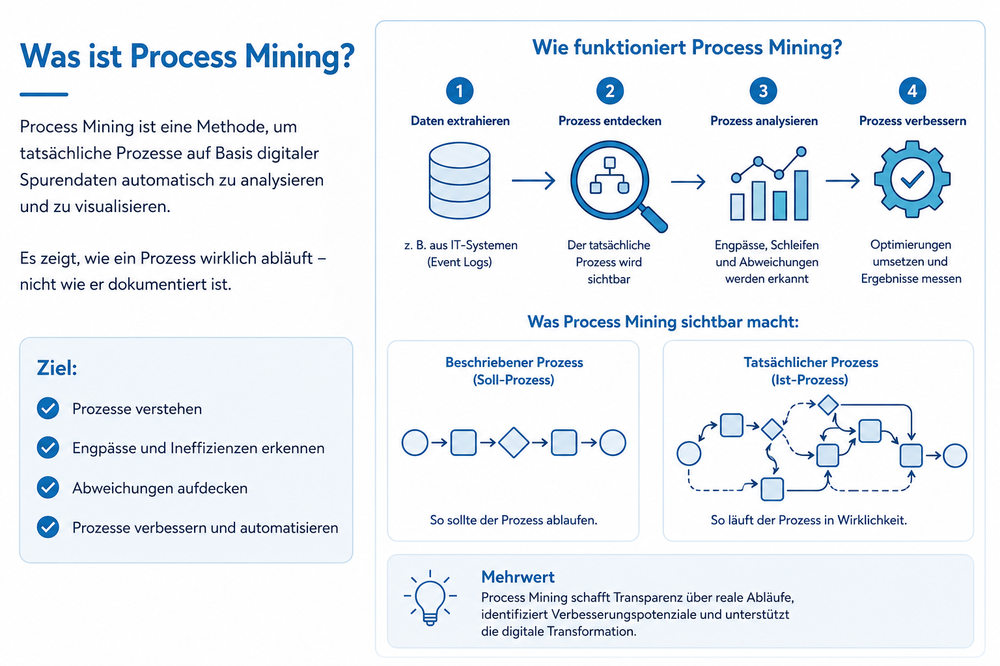 Was ist Process Mining?
Process Mining ist eine Methode, um
tatsächliche Prozesse auf Basis digitaler
Spurendaten automatisch zu analysieren
und zu visualisieren.
Es zeigt, wie ein Prozess wirklich abläuft –
nicht wie er dokumentiert ist.
Ziel:
Prozesse verstehen
Engpässe und Ineffizienzen erkennen
Abweichungen aufdecken
Prozesse verbessern und automatisieren
Wie funktioniert Process Mining?
1
Daten extrahieren
z. B. aus IT-Systemen
(Event Logs)
2
Prozess entdecken
Der tatsächliche
Prozess wird
sichtbar
3
Prozess analysieren
Engpässe, Schleifen
und Abweichungen
werden erkannt
4
Prozess verbessern
Optimierungen
umsetzen und
Ergebnisse messen
Was Process Mining sichtbar macht:
Beschriebener Prozess
(Soll-Prozess)
So sollte der Prozess ablaufen.
Tatsächlicher Prozess
(Ist-Prozess)
So läuft der Prozess in Wirklichkeit.
Mehrwert
Process Mining schafft Transparenz über reale Abläufe,
identifiziert Verbesserungspotenziale und unterstützt
die digitale Transformation.